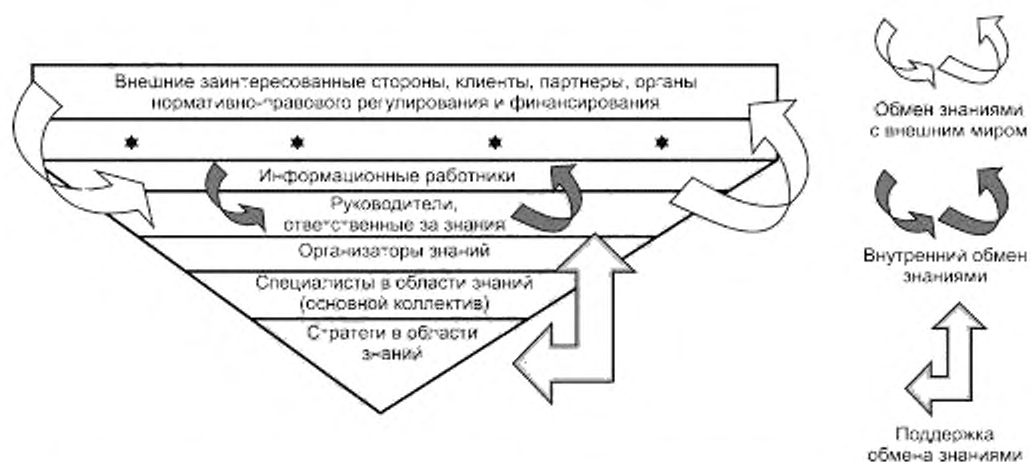 Внешние заинтересованные стороны, клиенты, партнеры, органы
нормативно-правового регулирования и финансирования
Информационные работники
Руководители,
ответственные за знания
Организаторы знаний
Специалисты в области знаний
(основной коллектив)
Стратеги в области
знаний
Обмен знаниями
с внешним миром
Внутренний обмен
знаниями
Поддержка
обмена знаниями